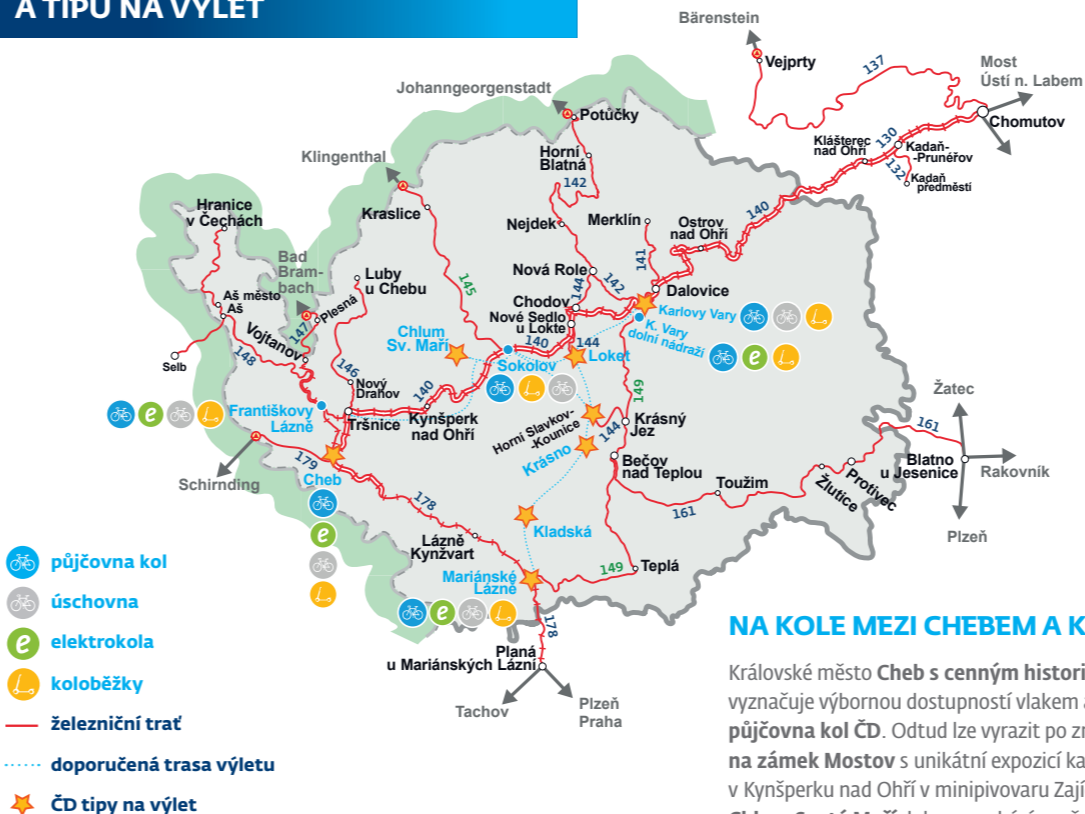 A TIPŮ NA VÝLET
Bärenstein
Vejprty
137
Most
Ústí n. Labem
Chomutov
Johanngeorgenstadt
Potůčky
Klášterec
nad Ohří
130
Kadaň-
-Prunéřov
132
Kadaň
předměstí
Klingenthal
Horní
Blatná
142
Kraslice
Hranice
v Čechách
Nejdek
Merklín
Ostrov
nad Ohří
140
Bad
Bram-
bach
Luby
u Chebu
145
Nová Role
142
141
Aš město
Aš
Plesná
147
Chodov
144
Dalovice
Nové Sedlo
u Lokte
Karlovy Vary
K. Vary
dolní nádraží
Vojtanov
148
Chlum
Sv. Maří
140
144
Loket
Selb
146
Nový
Drahov
140
Sokolov
149
Žatec
Františkovy
Lázně
Tršnice
Kynšperk
nad Ohří
Horní Slavkov-
-Kounice
144
Krásný
Jez
161
179
Krásno
Bečov
nad Teplou
Blatno
u Jesenice
Rakovník
Schirnding
Cheb
178
Toužim
161
Žlutice
Protivec
Kladská
Plzeň
Lázně
Kynžvart
půjčovna kol
Mariánské
Lázně
149
Teplá
úschovna
178
elektrokola
Planá
u Mariánských Lázní
koloběžky
Tachov
Plzeň
Praha
železniční trať
doporučená trasa výletu
ČD tipy na výlet
NA KOLE MEZI CHEBEM A K
Královské město Cheb s cenným histori
vyznačuje výbornou dostupností vlakem a
půjčovna kol ČD. Odtud lze vyrazit po zn
na zámek Mostov s unikátní expozicí ka
v Kynšperku nad Ohří v minipivovaru Zají